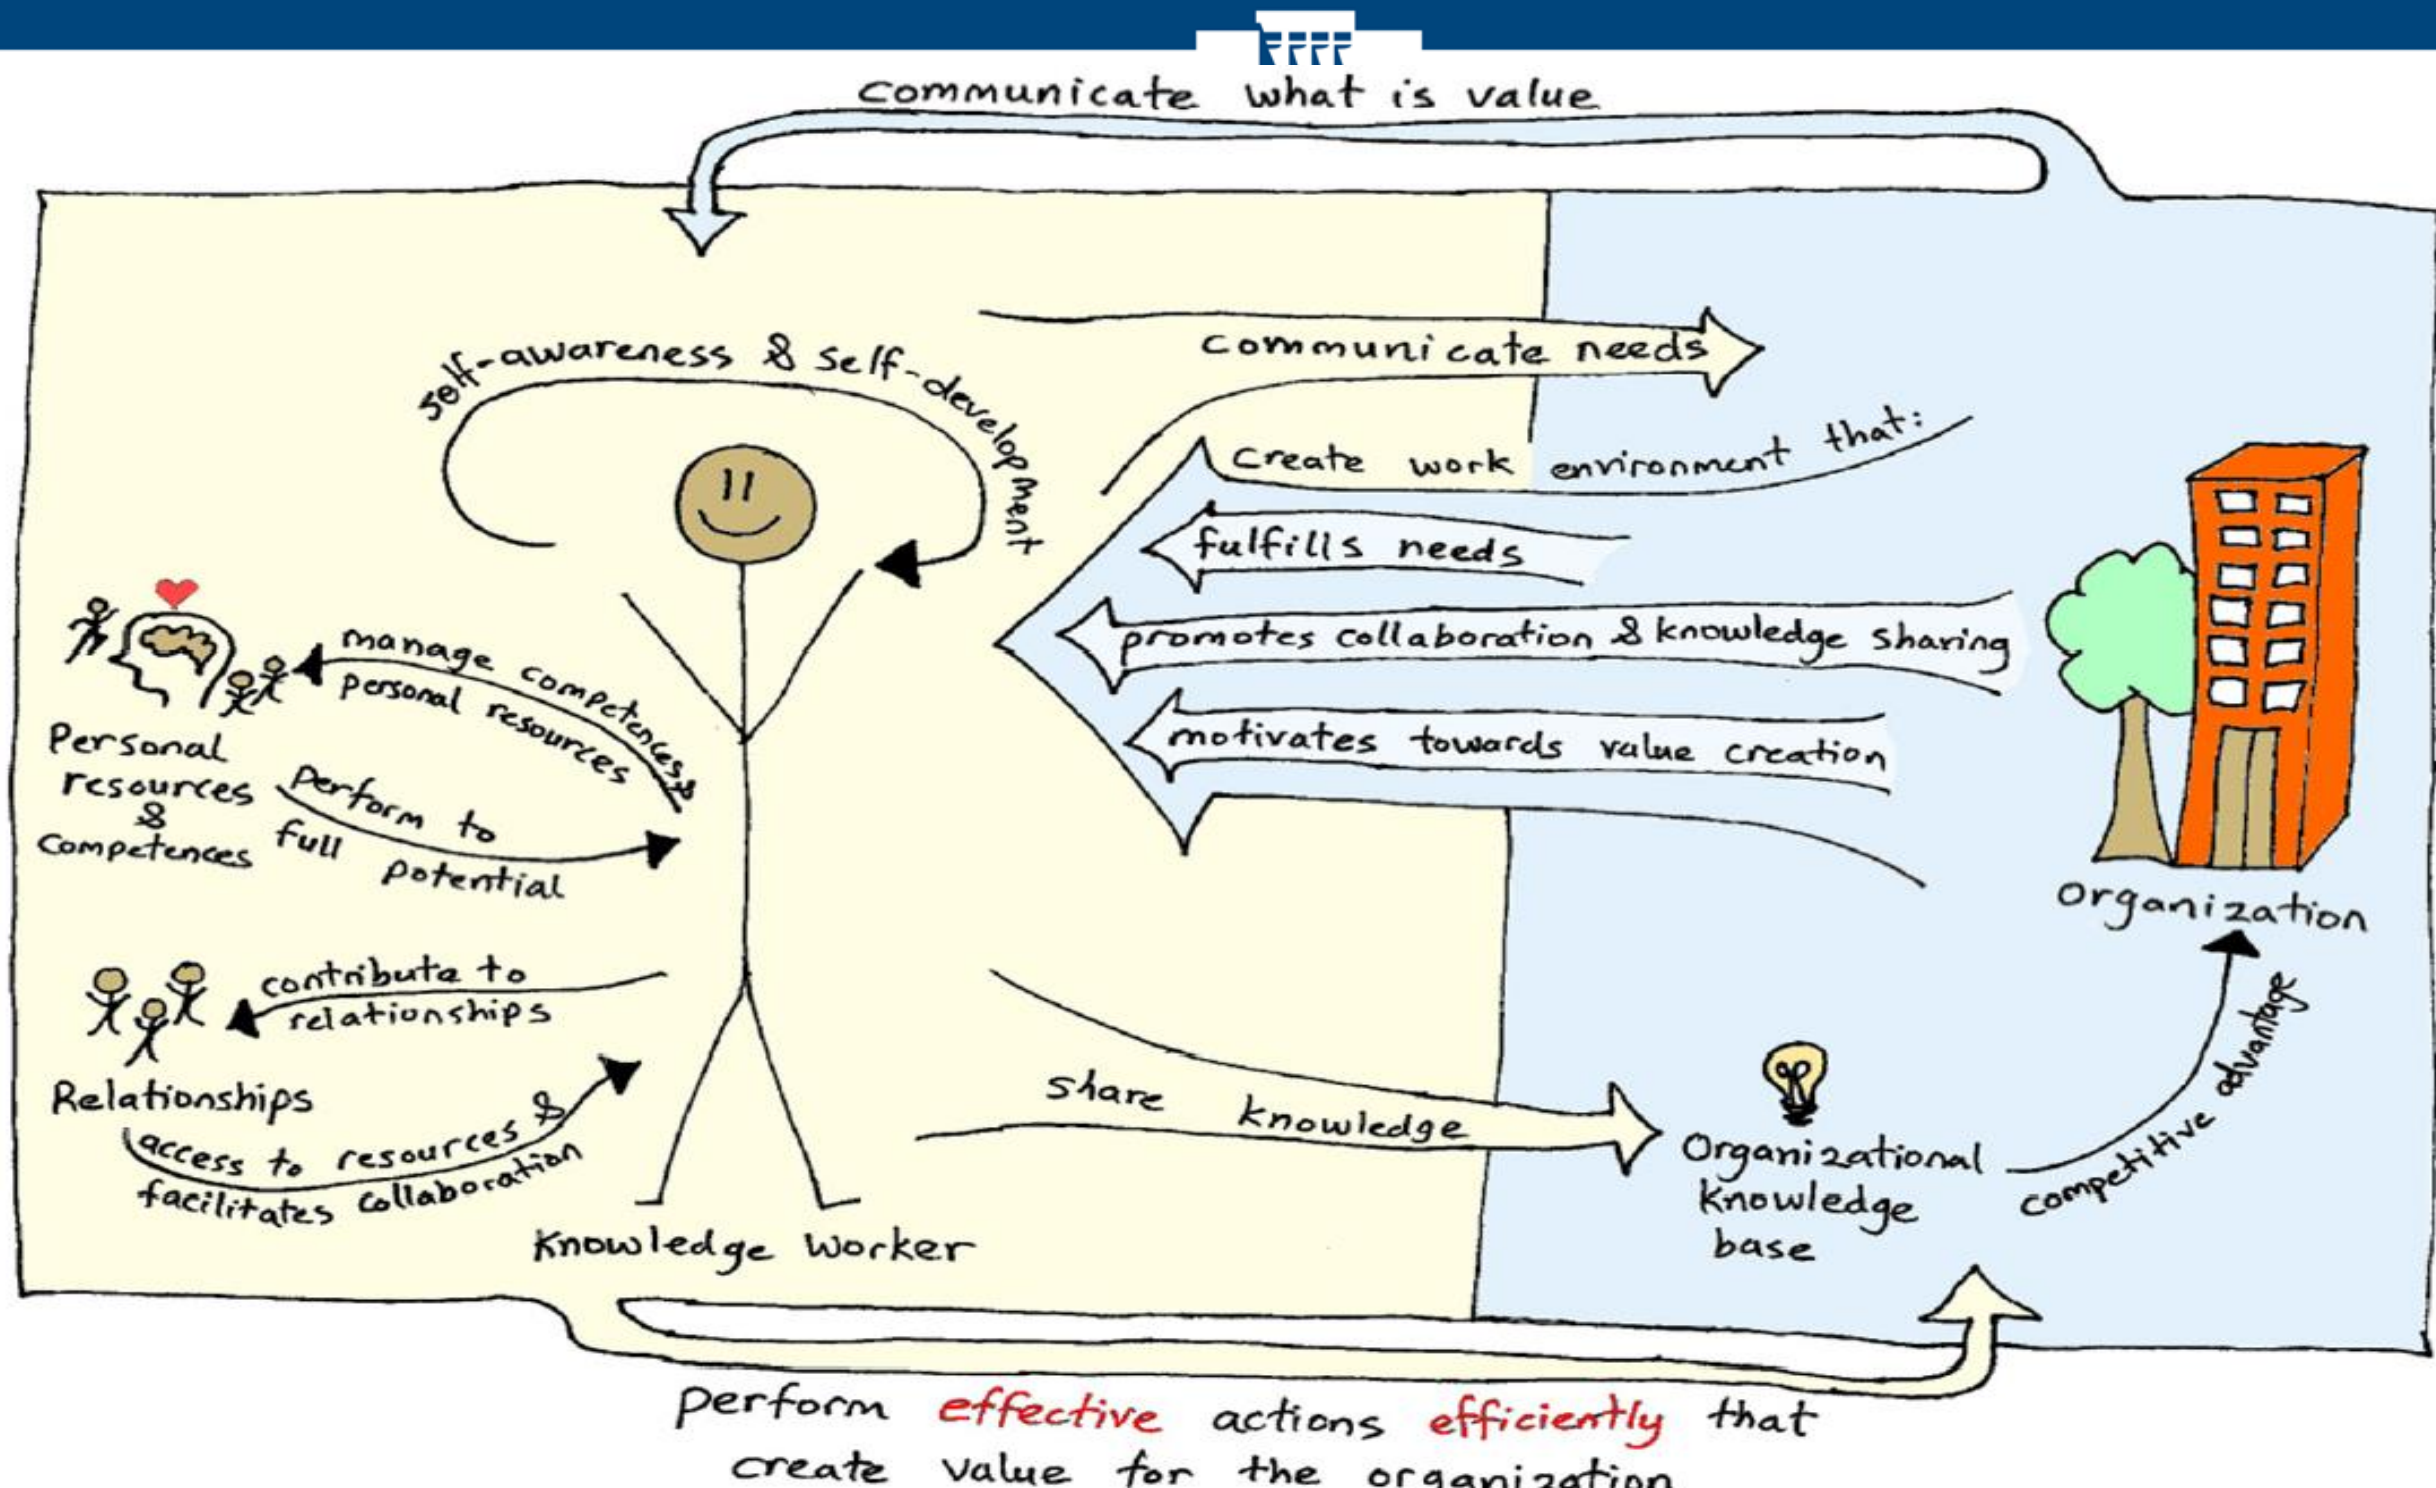 communicate what is value
communicate needs
self-awareness & self-development
create work environment that:
fulfills needs
promotes collaboration & knowledge sharing
motivates towards value creation
manage competences &
personal resources
Personal
resources
&
competences
perform to
full potential
contribute to
relationships
Relationships
access to resources &
facilitates collaboration
Knowledge Worker
share knowledge
Organizational
knowledge
base
competitive advantage
organization
perform effective actions efficiently that
create value for the organization